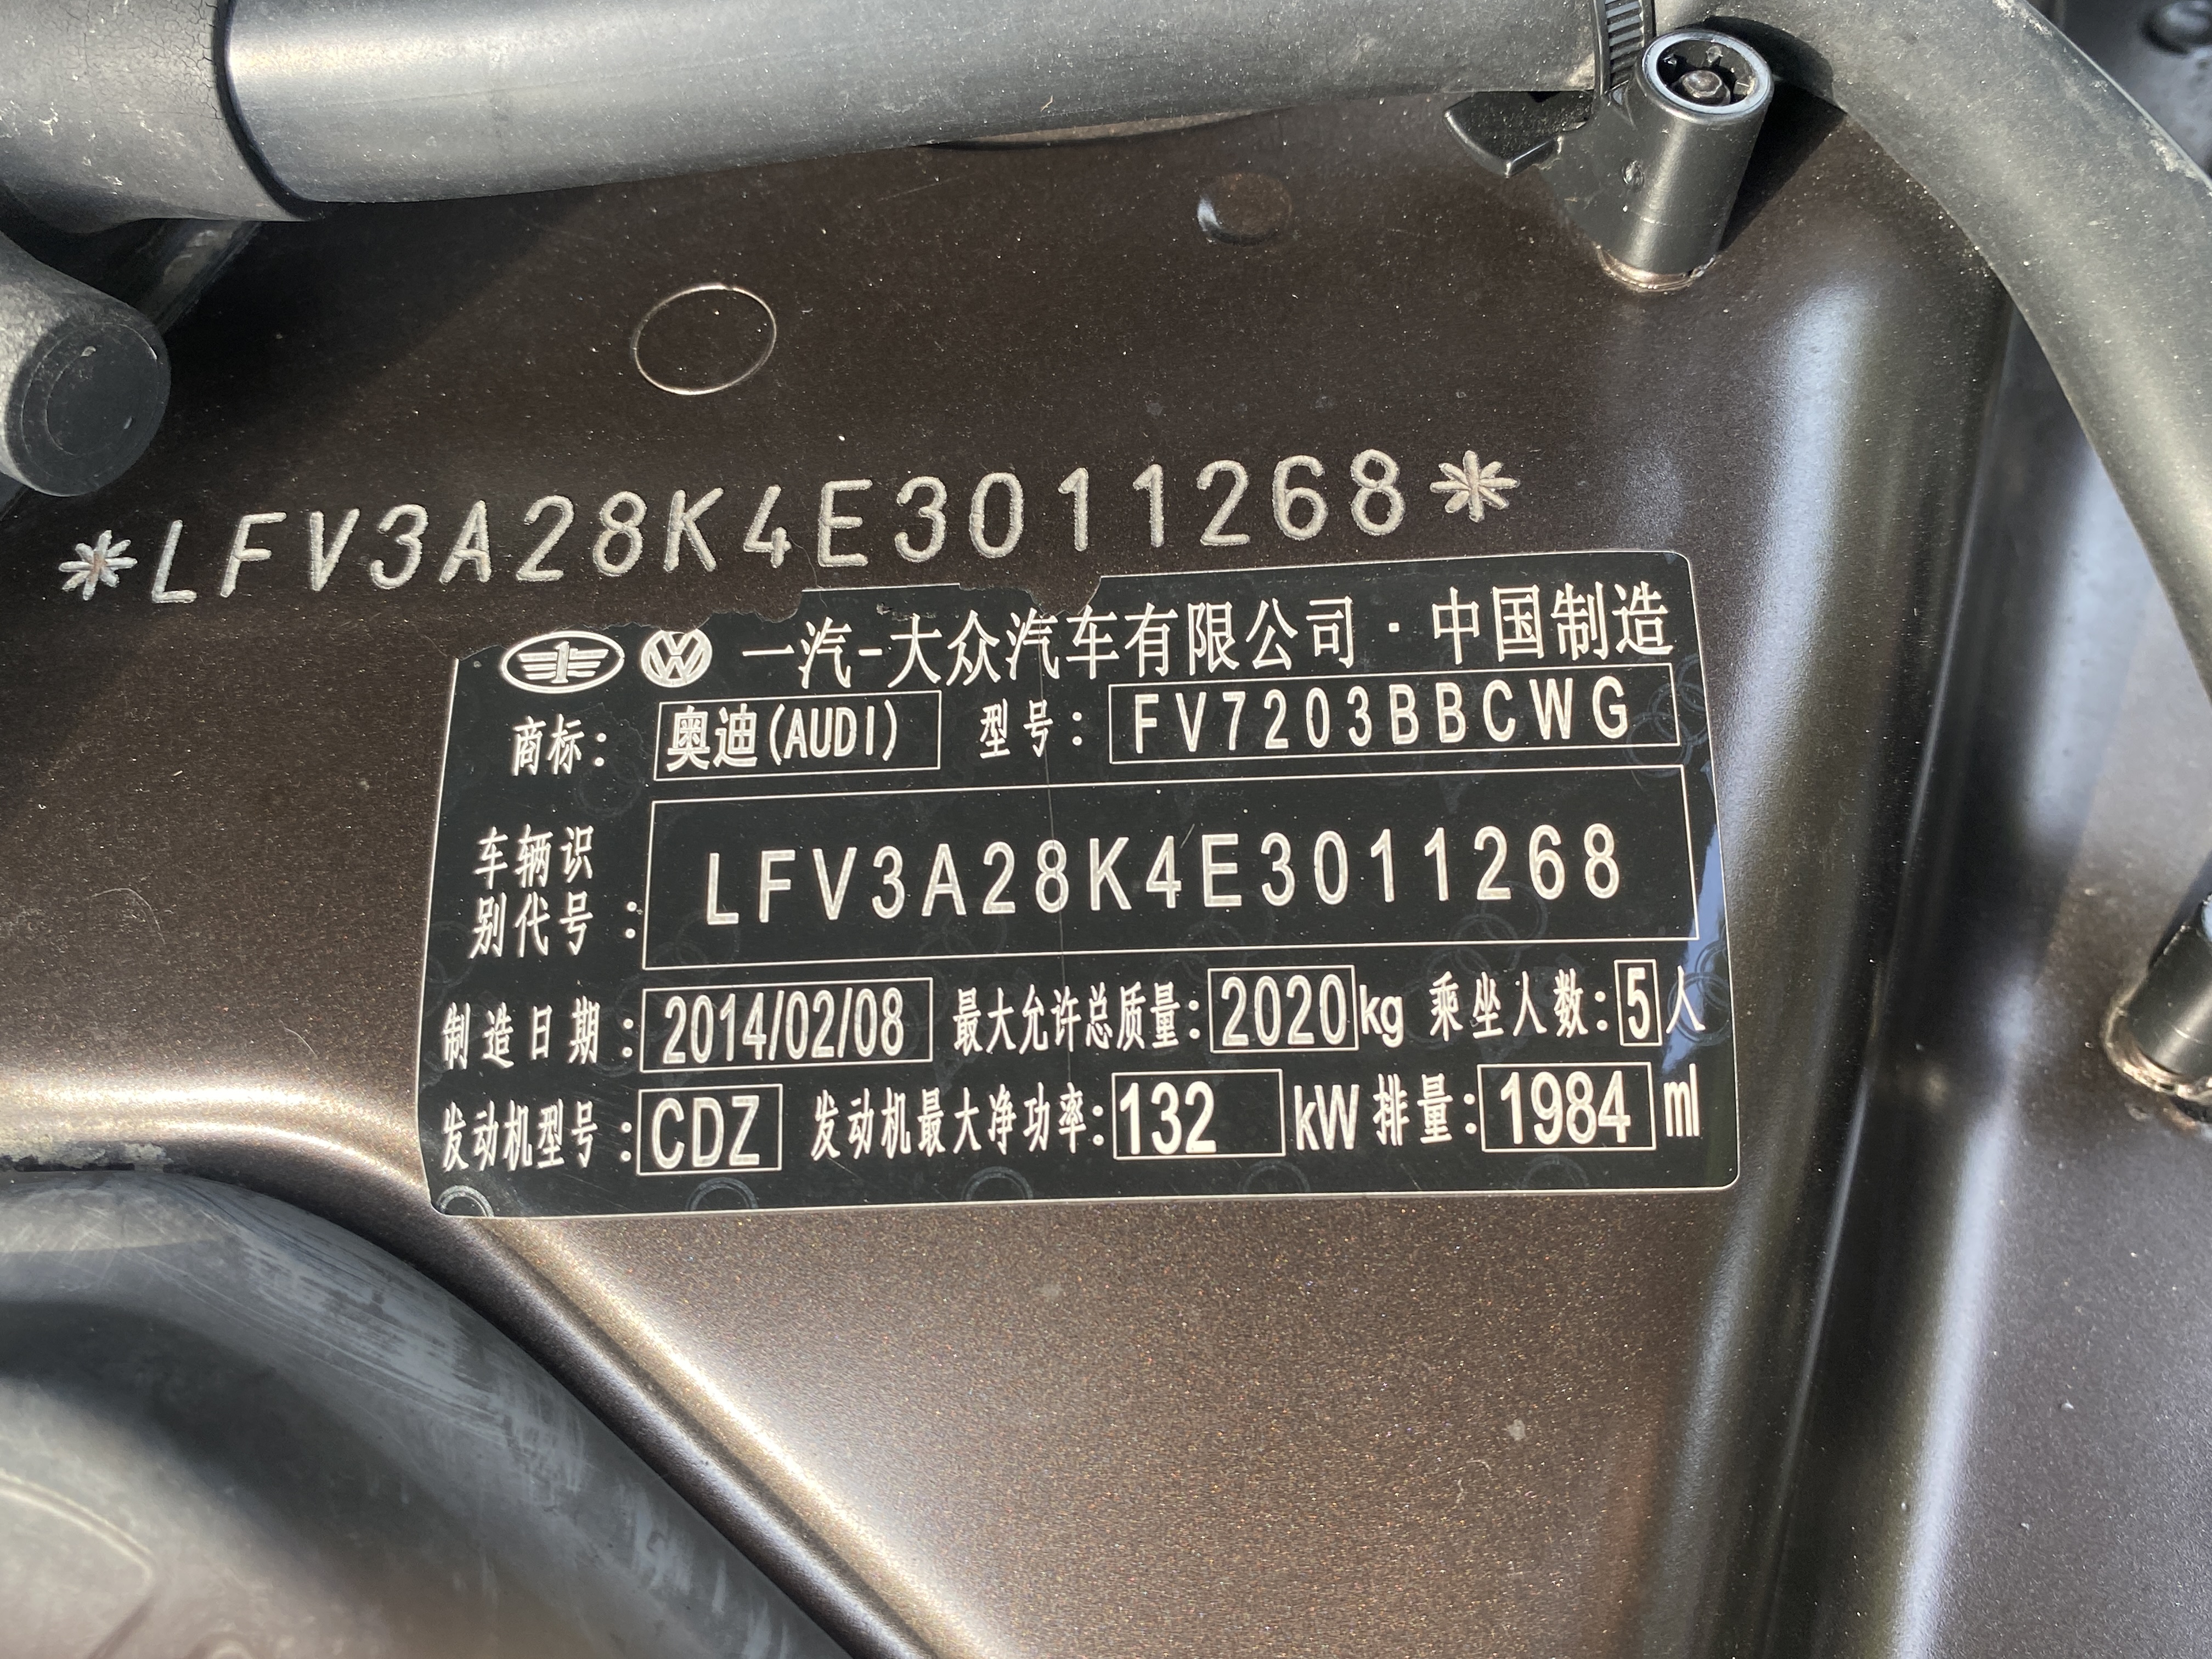 *LFV3A28K4E3011268*
一汽-大众汽车有限公司·中国制造
商标: 奥迪(AUDI) 型号: FV7203BBCWG
车辆识
别代号: LFV3A28K4E3011268
制造日期: 2014/02/08 最大允许总质量: 2020kg 乘坐人数: 5人
发动机型号: CDZ 发动机最大净功率: 132 kW 排量: 1984 ml